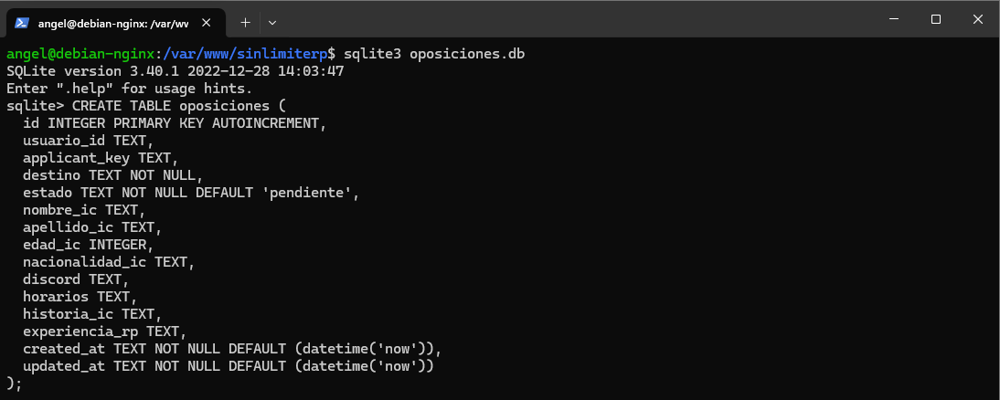 angel@debian-nginx: /var/ww
angel@debian-nginx:/var/www/sinlimiterp$ sqlite3 oposiciones.db
SQLite version 3.40.1 2022-12-28 14:03:47
Enter ".help" for usage hints.
sqlite> CREATE TABLE oposiciones (
  id INTEGER PRIMARY KEY AUTOINCREMENT,
  usuario_id TEXT,
  applicant_key TEXT,
  destino TEXT NOT NULL,
  estado TEXT NOT NULL DEFAULT 'pendiente',
  nombre_ic TEXT,
  apellido_ic TEXT,
  edad_ic INTEGER,
  nacionalidad_ic TEXT,
  discord TEXT,
  horarios TEXT,
  historia_ic TEXT,
  experiencia_rp TEXT,
  created_at TEXT NOT NULL DEFAULT (datetime('now')),
  updated_at TEXT NOT NULL DEFAULT (datetime('now'))
);